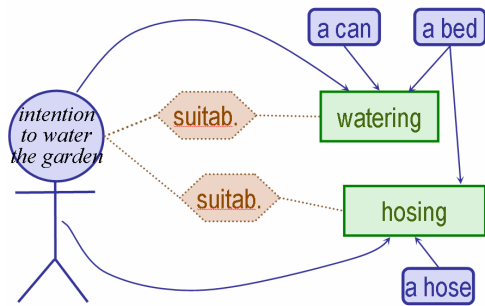 a can
a bed
intention
to water
the garden
suitab.
watering
suitab.
hosing
a hose